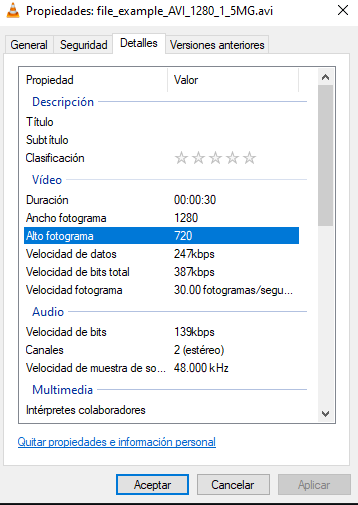 Propiedades: file_example_AVI_1280_1_5MG.avi
General Seguridad Detalles Versiones anteriores
Propiedad Valor
Descripción
Título
Subtítulo
Clasificación
Vídeo
Duración 00:00:30
Ancho fotograma 1280
Alto fotograma 720
Velocidad de datos 247kbps
Velocidad de bits total 387kbps
Velocidad fotograma 30.00 fotogramas/segu...
Audio
Velocidad de bits 139kbps
Canales 2 (estéreo)
Velocidad de muestra de so... 48.000 kHz
Multimedia
Intérpretes colaboradores
Quitar propiedades e información personal
Aceptar Cancelar Aplicar